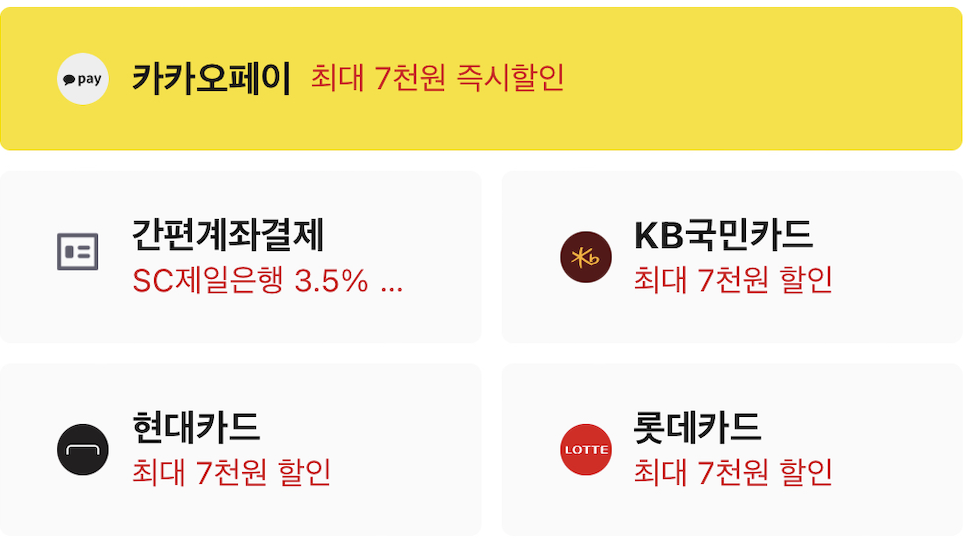 pay 카카오페이 최대 7천원 즉시할인
간편계좌결제
SC제일은행 3.5% ...
Kb KB국민카드
최대 7천원 할인
현대카드
최대 7천원 할인
LOTTE 롯데카드
최대 7천원 할인